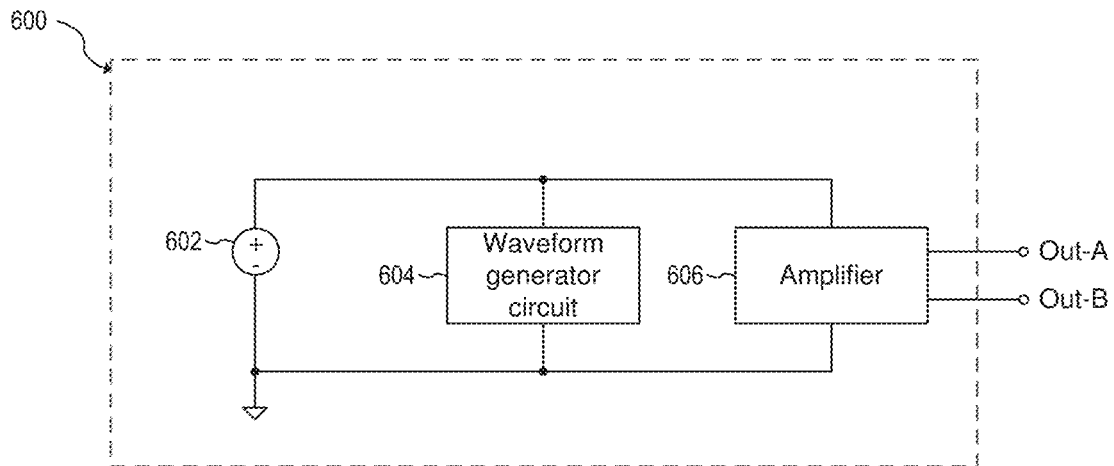 600
602
+
-
604
Waveform
generator
circuit
606
Amplifier
Out-A
Out-B